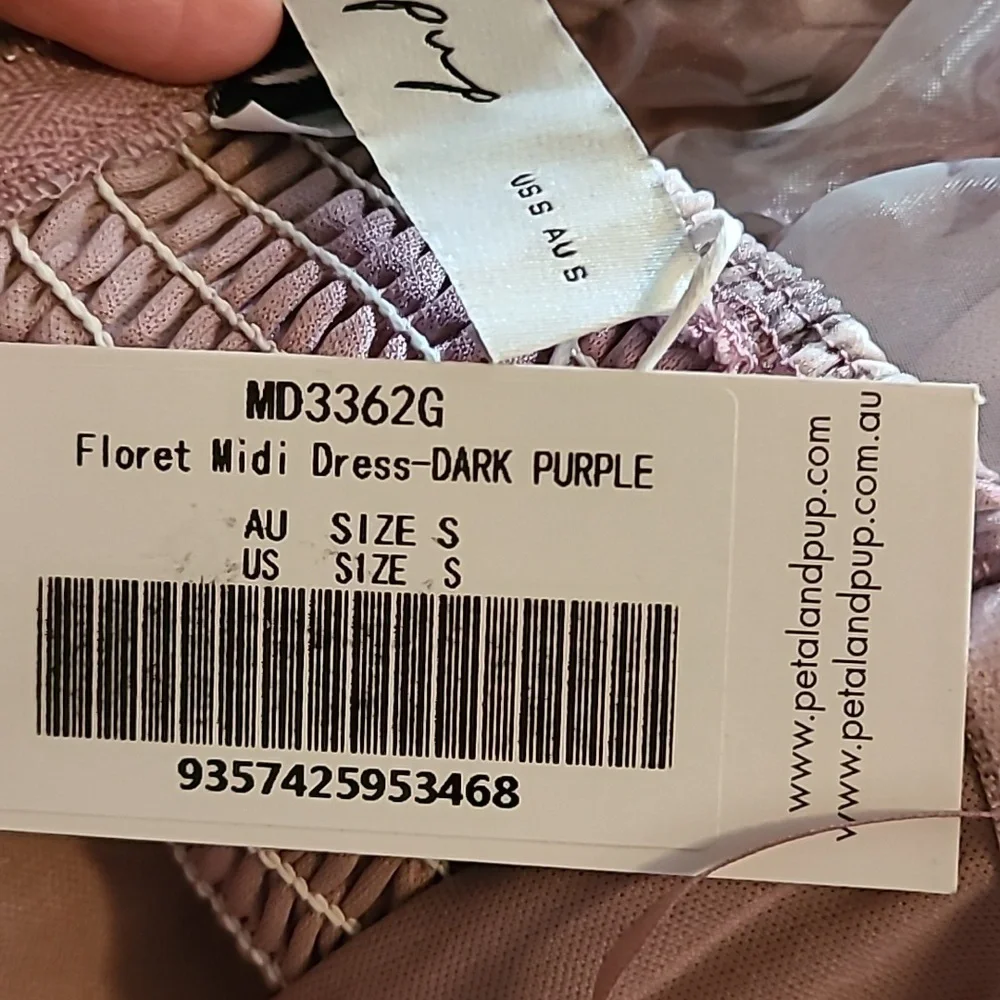 pup
US S AU S
MD3362G
Floret Midi Dress-DARK PURPLE
AU SIZE S
US SIZE S
9357425953468
www.petalandpup.com
www.petalandpup.com.au